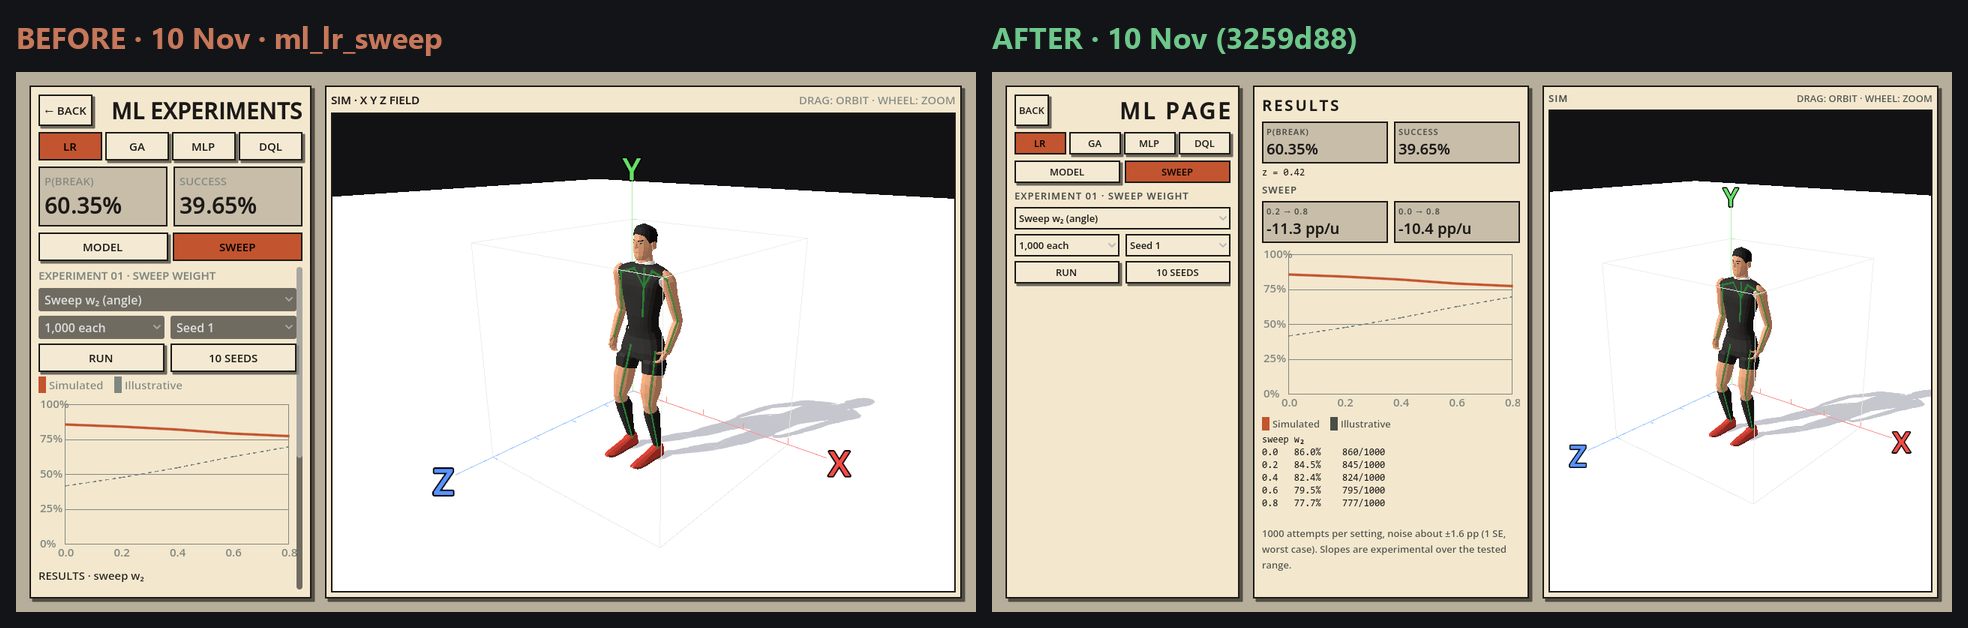 BEFORE · 10 Nov · ml_lr_sweep
← BACK
ML EXPERIMENTS
LR
GA
MLP
DQL
P(BREAK)
60.35%
SUCCESS
39.65%
MODEL
SWEEP
EXPERIMENT 01 · SWEEP WEIGHT
Sweep w₂ (angle)
1,000 each
Seed 1
RUN
10 SEEDS
Simulated
Illustrative
100%
75%
50%
25%
0%
0.0 0.2 0.4 0.6 0.8
RESULTS · sweep w₂
SIM · X Y Z FIELD
DRAG: ORBIT · WHEEL: ZOOM
Y
Z
X
AFTER · 10 Nov (3259d88)
BACK
ML PAGE
LR
GA
MLP
DQL
MODEL
SWEEP
EXPERIMENT 01 · SWEEP WEIGHT
Sweep w₂ (angle)
1,000 each
Seed 1
RUN
10 SEEDS
RESULTS
P(BREAK)
60.35%
SUCCESS
39.65%
z = 0.42
SWEEP
0.2 → 0.8
-11.3 pp/u
0.0 → 0.8
-10.4 pp/u
100%
75%
50%
25%
0%
0.0 0.2 0.4 0.6 0.8
Simulated
Illustrative
sweep w₂
0.0 86.0% 860/1000
0.2 84.5% 845/1000
0.4 82.4% 824/1000
0.6 79.5% 795/1000
0.8 77.7% 777/1000
1000 attempts per setting, noise about ±1.6 pp (1 SE,
worst case). Slopes are experimental over the tested
range.
SIM
DRAG: ORBIT · WHEEL: ZOOM
Y
Z
X